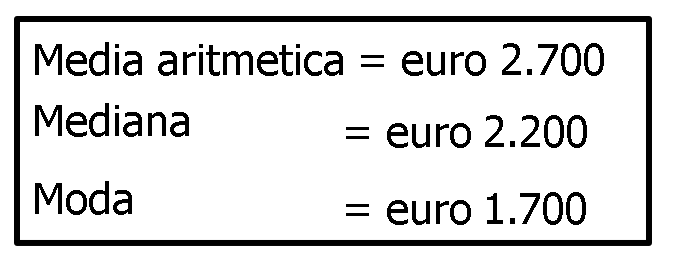 Media aritmetica = euro 2.700
Mediana = euro 2.200
Moda = euro 1.700